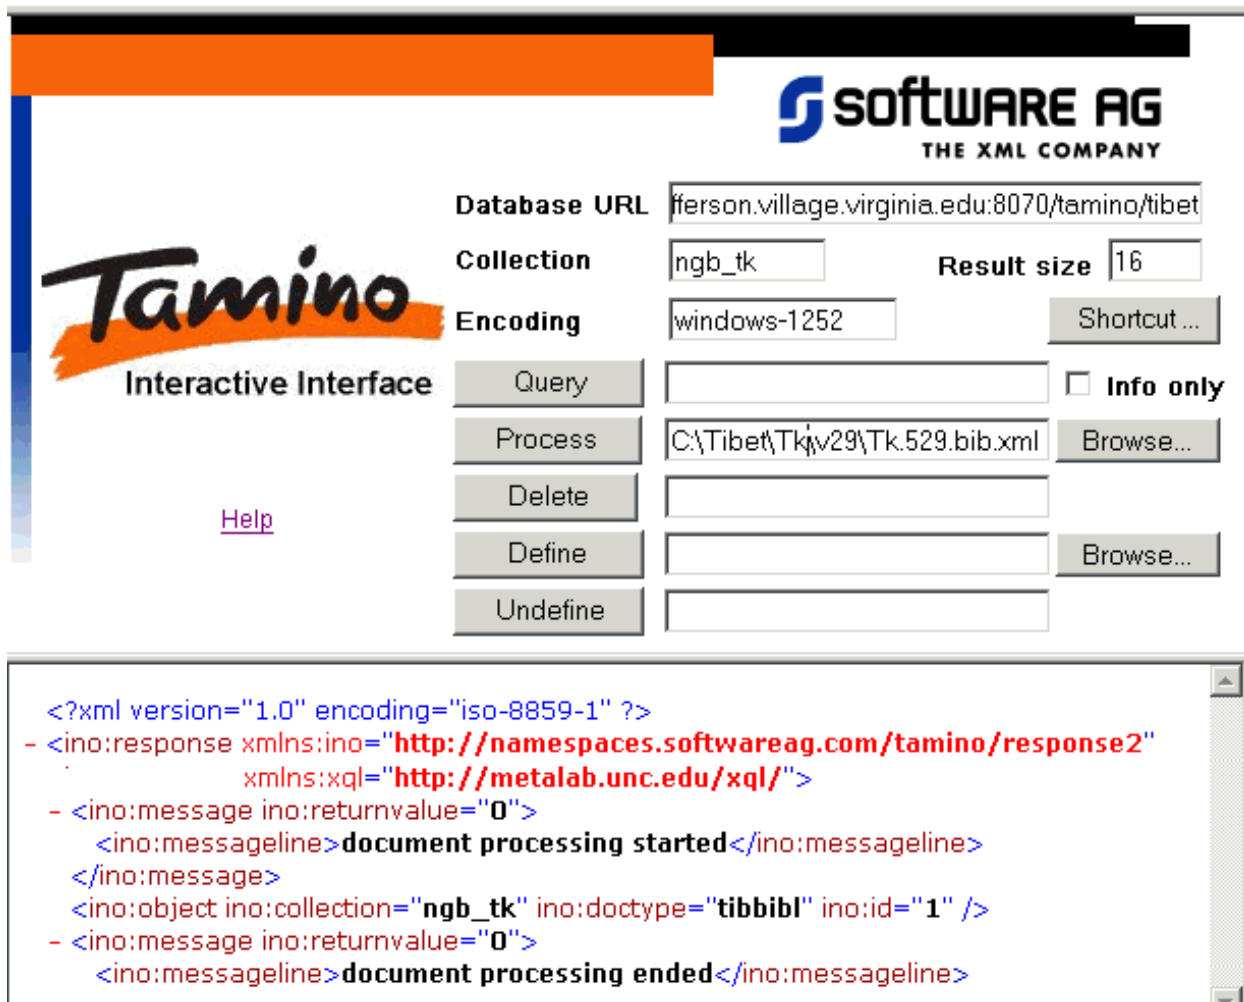 software AG
THE XML COMPANY
Database URL fferson.village.virginia.edu:8070/tamino/tibet
Collection ngb_tk Result size 16
Tamino
Encoding windows-1252 Shortcut ...
Interactive Interface
Query Info only
Process C:\Tibet\Tk\v29\Tk.529.bib.xml Browse...
Delete
Help
Define Browse...
Undefine
<?xml version="1.0" encoding="iso-8859-1" ?>
- <ino:response xmlns:ino="http://namespaces.softwareag.com/tamino/response2"
xmlns:xql="http://metalab.unc.edu/xql/">
- <ino:message ino:returnvalue="0">
<ino:messageline>document processing started</ino:messageline>
</ino:message>
<ino:object ino:collection="ngb_tk" ino:doctype="tibbibl" ino:id="1" />
- <ino:message ino:returnvalue="0">
<ino:messageline>document processing ended</ino:messageline>